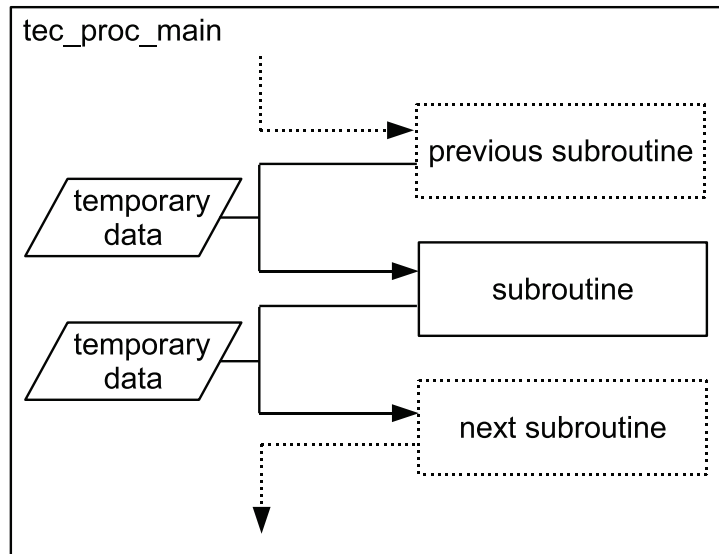 tec_proc_main
previous subroutine
temporary
data
subroutine
temporary
data
next subroutine